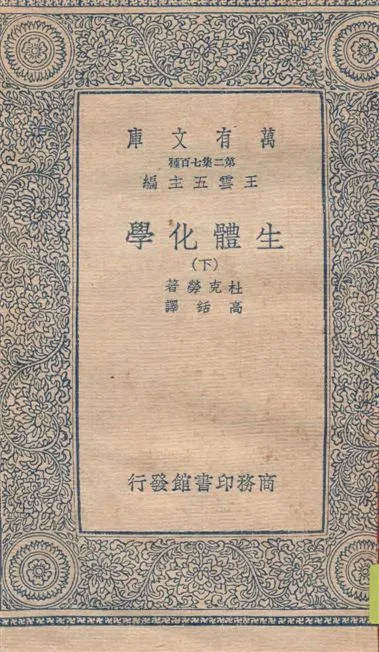 萬有文庫
第二集七百種
王雲五主編
生體化學
(下)
杜克勞著
高銛譯
商務印書館發行